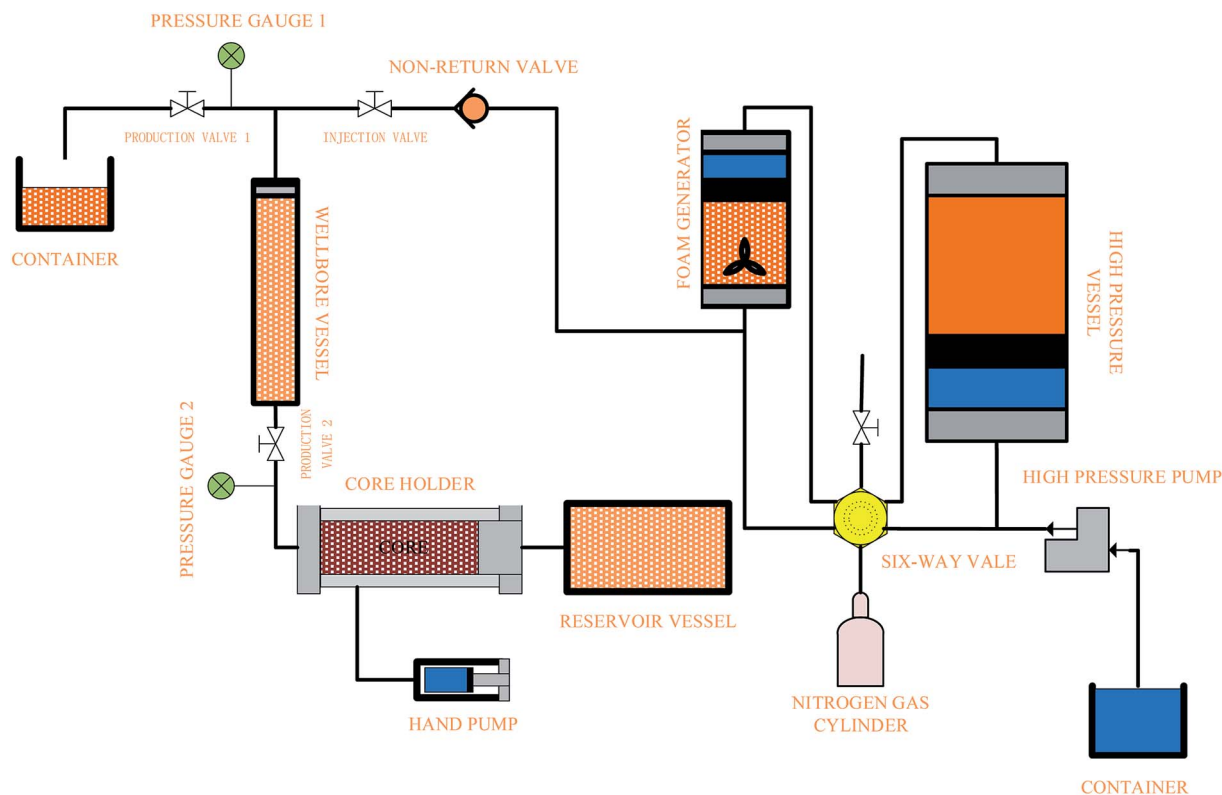 PRESSURE GAUGE 1
NON-RETURN VALVE
PRODUCTION VALVE 1
INJECTION VALVE
CONTAINER
WELLBORE VESSEL
FOAM GENERATOR
HIGH PRESSURE
VESSEL
PRESSURE GAUGE 2
PRODUCTION
VALVE 2
CORE HOLDER
CORE
HIGH PRESSURE PUMP
SIX-WAY VALE
RESERVOIR VESSEL
HAND PUMP
NITROGEN GAS
CYLINDER
CONTAINER